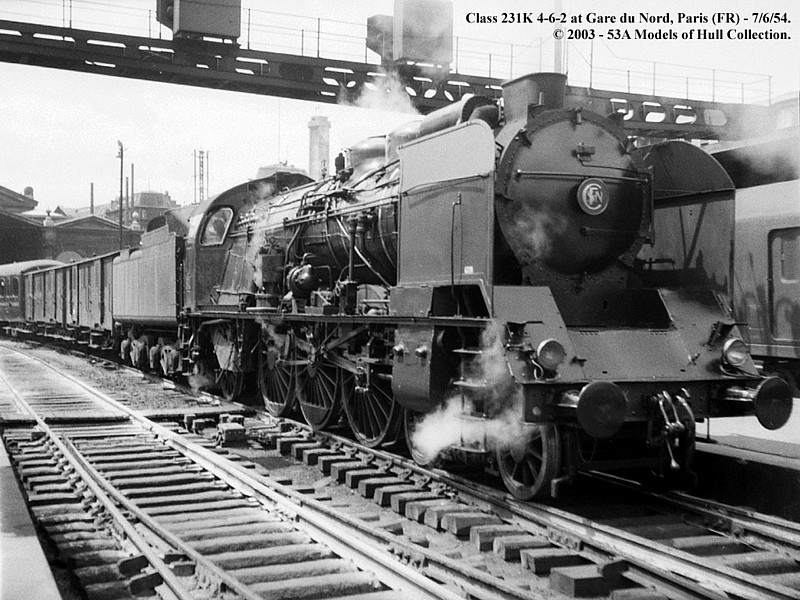 Class 231K 4-6-2 at Gare du Nord, Paris (FR) - 7/6/54.
© 2003 - 53A Models of Hull Collection.